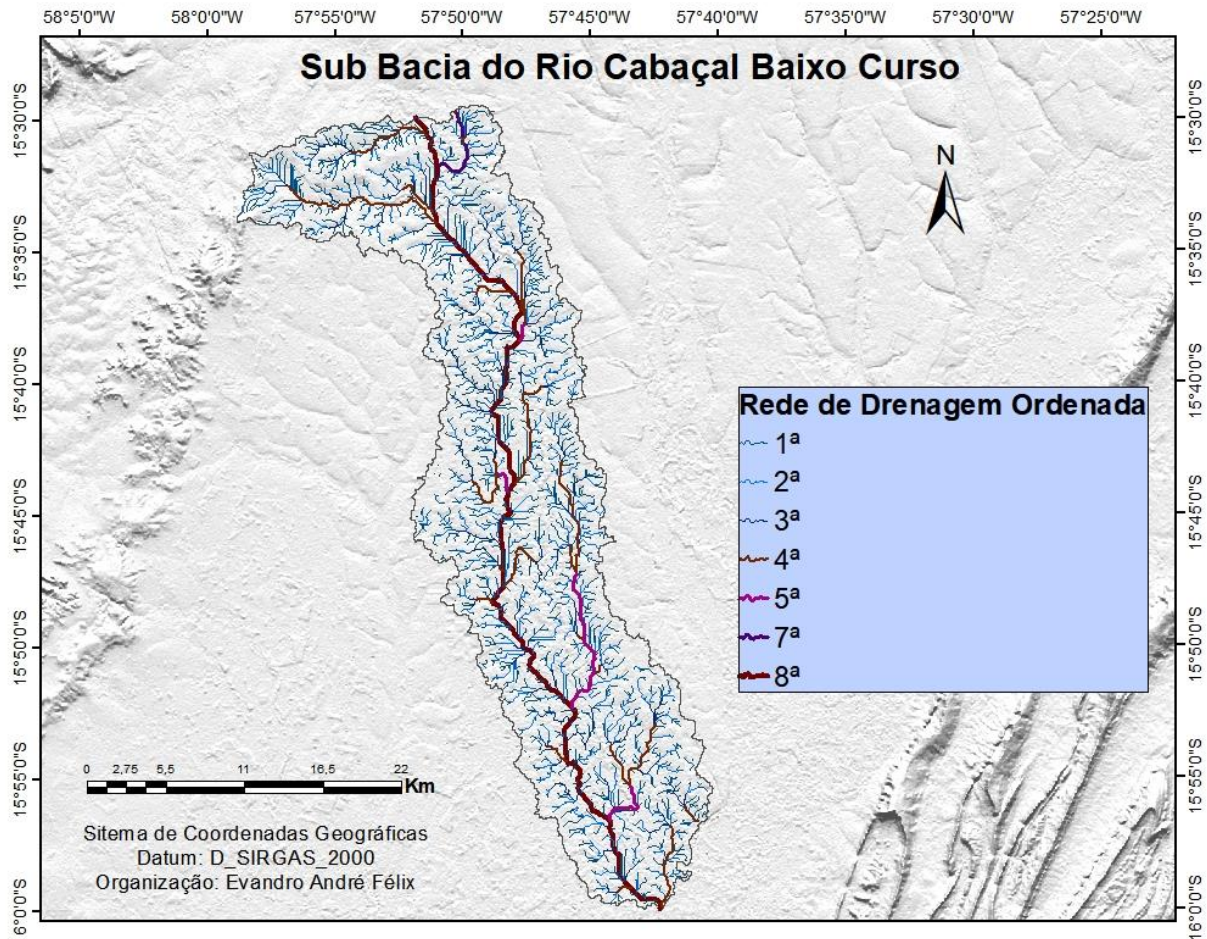 58°5'0"W 58°0'0"W 57°55'0"W 57°50'0"W 57°45'0"W 57°40'0"W 57°35'0"W 57°30'0"W 57°25'0"W
Sub Bacia do Rio Cabaçal Baixo Curso
15°30'0"S
15°35'0"S
15°40'0"S
15°45'0"S
15°50'0"S
15°55'0"S
6°0'0"S
N
Rede de Drenagem Ordenada
1ª
2ª
3ª
4ª
5ª
7ª
8ª
0 2,75 5,5 11 16,5 22
Km
Sitema de Coordenadas Geográficas
Datum: D_SIRGAS_2000
Organização: Evandro André Félix
15°30'0"S
15°35'0"S
15°40'0"S
15°45'0"S
15°50'0"S
15°55'0"S
16°0'0"S